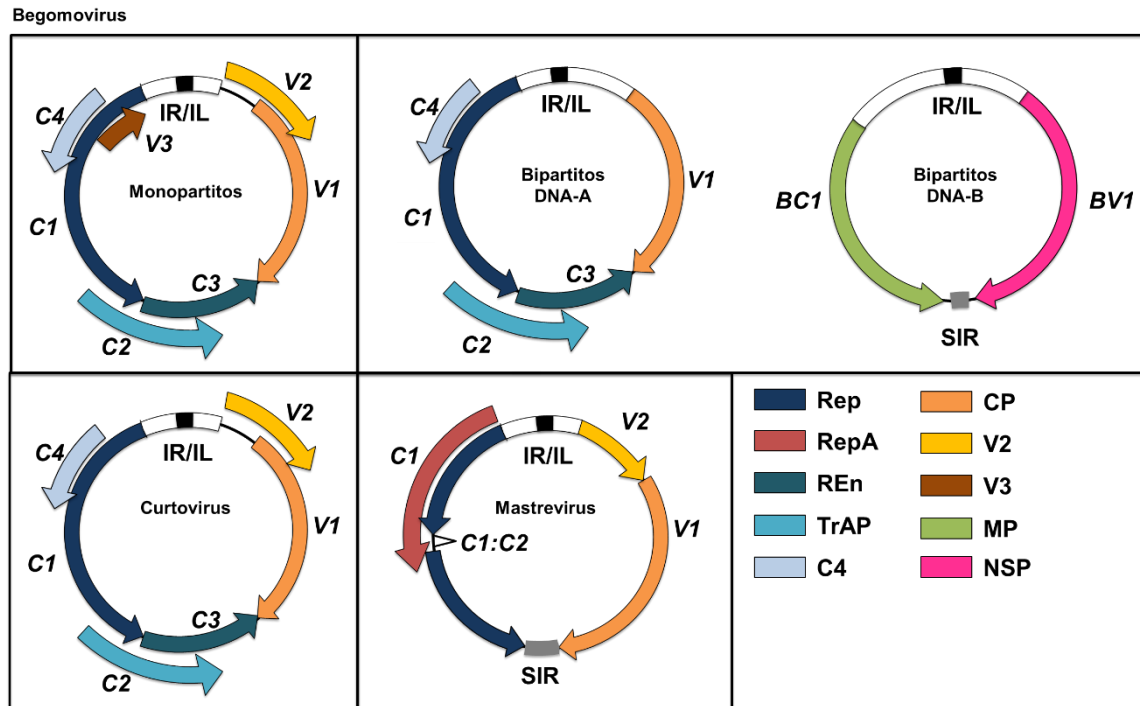 Begomovirus
V2
C4
IR/IL
V3
Monopartitos
V1
C1
C3
C2
C4
IR/IL
Bipartitos
DNA-A
V1
C1
C3
C2
IR/IL
Bipartitos
DNA-B
BC1
BV1
SIR
V2
C4
IR/IL
Curtovirus
V1
C1
C3
C2
V2
C1
IR/IL
Mastrevirus
V1
C1:C2
SIR
Rep
RepA
REn
TrAP
C4
CP
V2
V3
MP
NSP